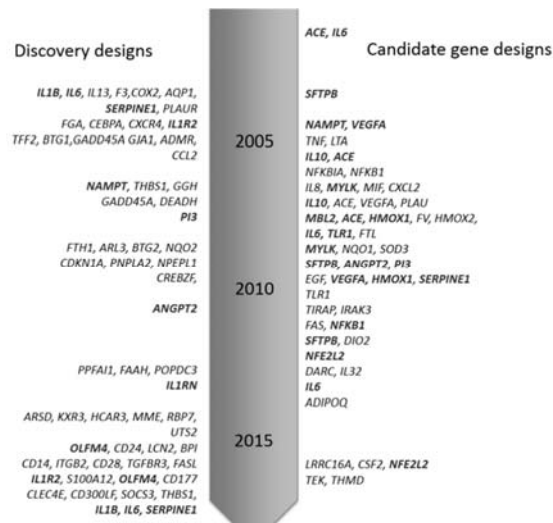 Discovery designs
IL1B, IL6, IL13, F3,COX2, AQP1,
SERPINE1, PLAUR
FGA, CEBPA, CXCR4, IL1R2
TFF2, BTG1,GADD45A GJA1, ADMR,
CCL2
NAMPT, THBS1, GGH
GADD45A, DEADH
PI3
FTH1, ARL3, BTG2, NQO2
CDKN1A, PNPLA2, NPEPL1
CREBZF,
ANGPT2
PPFAI1, FAAH, POPDC3
IL1RN
ARSD, KXR3, HCAR3, MME, RBP7,
UTS2
OLFM4, CD24, LCN2, BPI
CD14, ITGB2, CD28, TGFBR3, FASL
IL1R2, S100A12, OLFM4, CD177
CLEC4E, CD300LF, SOCS3, THBS1,
IL1B, IL6, SERPINE1
2005
2010
2015
ACE, IL6
Candidate gene designs
SFTPB
NAMPT, VEGFA
TNF, LTA
IL10, ACE
NFKBIA, NFKB1
IL8, MYLK, MIF, CXCL2
IL10, ACE, VEGFA, PLAU
MBL2, ACE, HMOX1, FV, HMOX2,
IL6, TLR1, FTL
MYLK, NQO1, SOD3
SFTPB, ANGPT2, PI3
EGF, VEGFA, HMOX1, SERPINE1
TLR1
TIRAP, IRAK3
FAS, NFKB1
SFTPB, DIO2
NFE2L2
DARC, IL32
IL6
ADIPOQ
LRRC16A, CSF2, NFE2L2
TEK, THMD